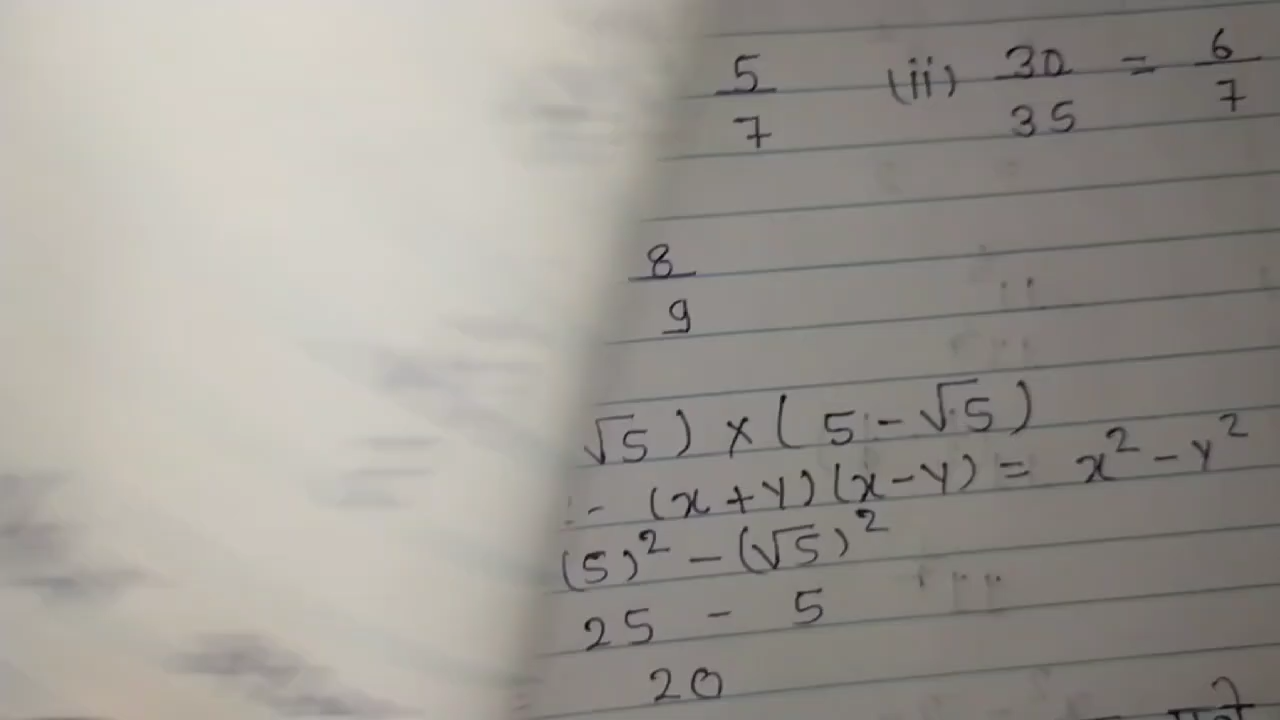 5/7 (ii) 30/35 = 6/7
8/9
√5) × (5 - √5)
:- (x+y)(x-y) = x² - y²
(5)² - (√5)²
25 - 5
20
7